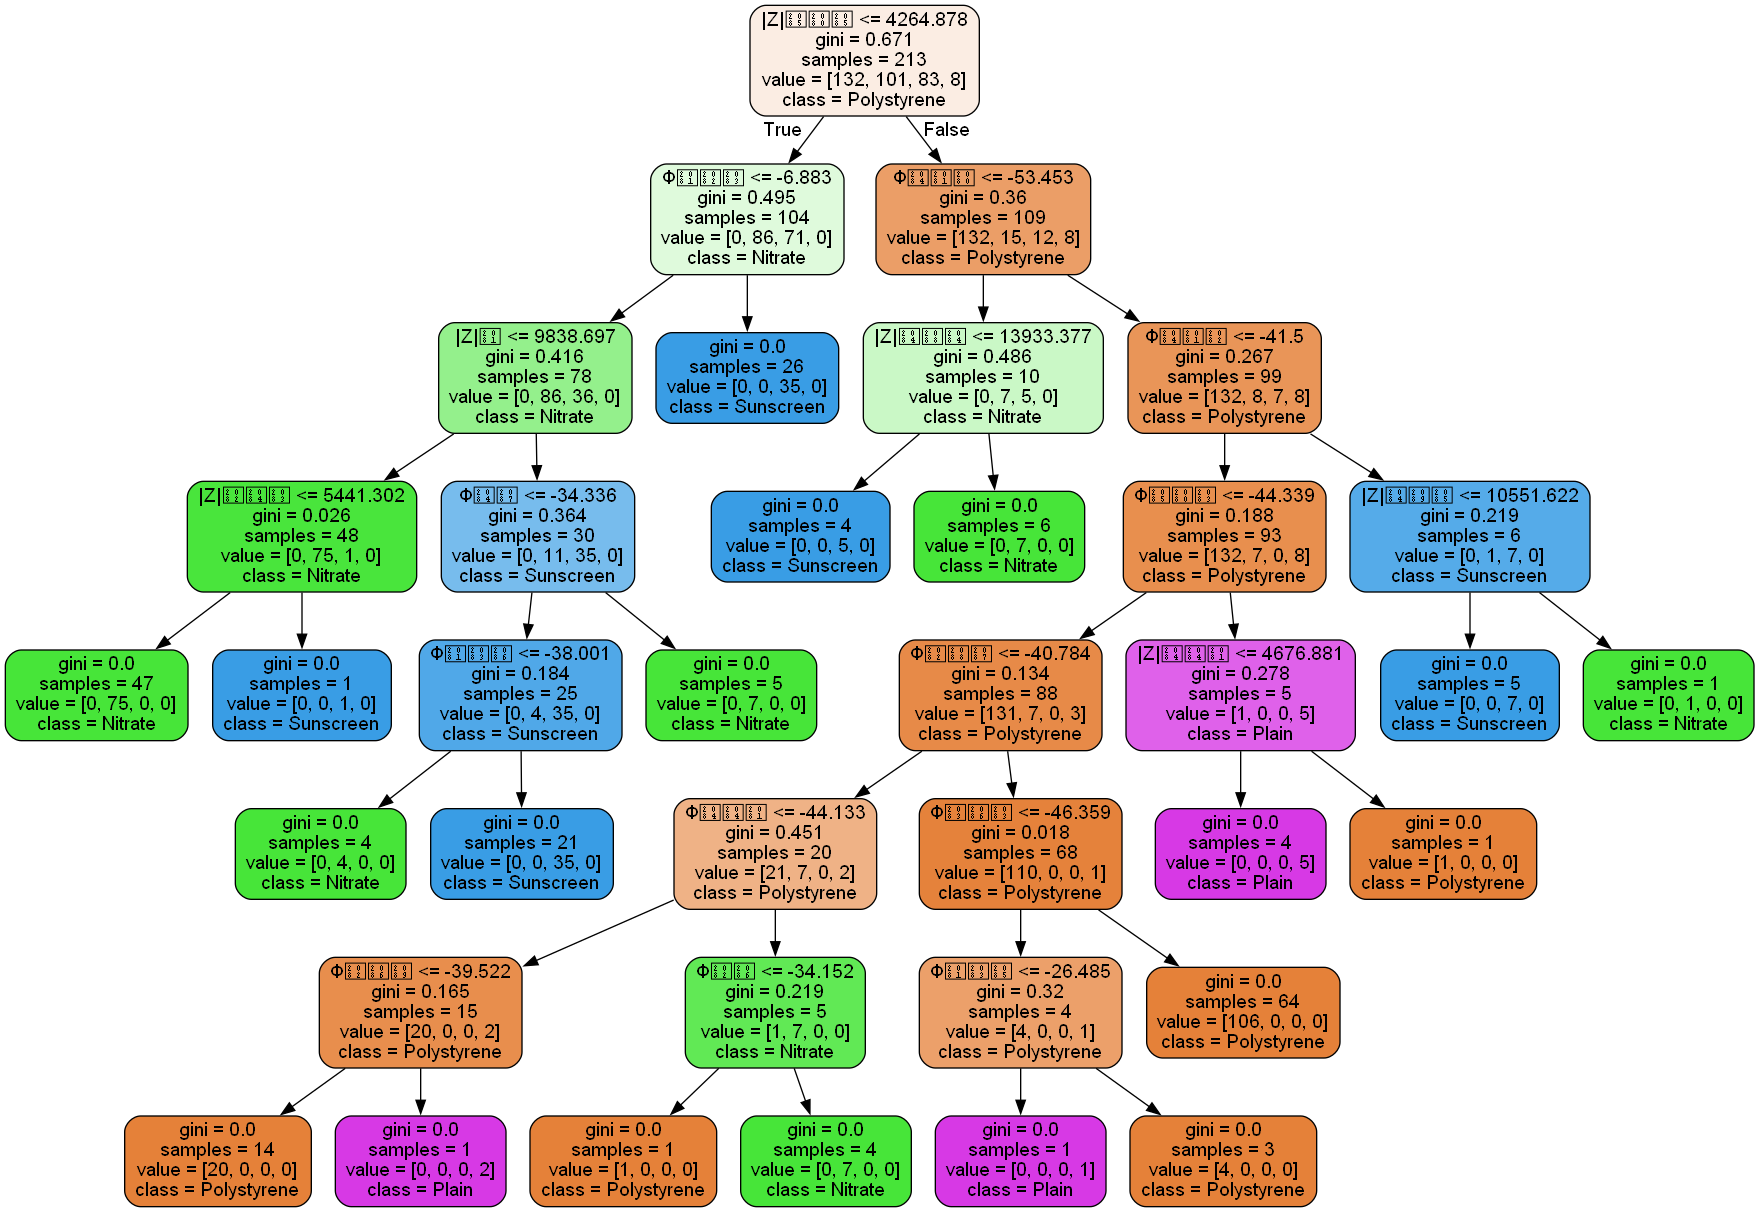 |Z| <= 4264.878
gini = 0.671
samples = 213
value = [132, 101, 83, 8]
class = Polystyrene
True
False
Φ <= -6.883
gini = 0.495
samples = 104
value = [0, 86, 71, 0]
class = Nitrate
Φ <= -53.453
gini = 0.36
samples = 109
value = [132, 15, 12, 8]
class = Polystyrene
|Z| <= 9838.697
gini = 0.416
samples = 78
value = [0, 86, 36, 0]
class = Nitrate
gini = 0.0
samples = 26
value = [0, 0, 35, 0]
class = Sunscreen
|Z| <= 13933.377
gini = 0.486
samples = 10
value = [0, 7, 5, 0]
class = Nitrate
Φ <= -41.5
gini = 0.267
samples = 99
value = [132, 8, 7, 8]
class = Polystyrene
|Z| <= 5441.302
gini = 0.026
samples = 48
value = [0, 75, 1, 0]
class = Nitrate
Φ <= -34.336
gini = 0.364
samples = 30
value = [0, 11, 35, 0]
class = Sunscreen
gini = 0.0
samples = 4
value = [0, 0, 5, 0]
class = Sunscreen
gini = 0.0
samples = 6
value = [0, 7, 0, 0]
class = Nitrate
Φ <= -44.339
gini = 0.188
samples = 93
value = [132, 7, 0, 8]
class = Polystyrene
|Z| <= 10551.622
gini = 0.219
samples = 6
value = [0, 1, 7, 0]
class = Sunscreen
gini = 0.0
samples = 47
value = [0, 75, 0, 0]
class = Nitrate
gini = 0.0
samples = 1
value = [0, 0, 1, 0]
class = Sunscreen
Φ <= -38.001
gini = 0.184
samples = 25
value = [0, 4, 35, 0]
class = Sunscreen
gini = 0.0
samples = 5
value = [0, 7, 0, 0]
class = Nitrate
Φ <= -40.784
gini = 0.134
samples = 88
value = [131, 7, 0, 3]
class = Polystyrene
|Z| <= 4676.881
gini = 0.278
samples = 5
value = [1, 0, 0, 5]
class = Plain
gini = 0.0
samples = 5
value = [0, 0, 7, 0]
class = Sunscreen
gini = 0.0
samples = 1
value = [0, 1, 0, 0]
class = Nitrate
gini = 0.0
samples = 4
value = [0, 4, 0, 0]
class = Nitrate
gini = 0.0
samples = 21
value = [0, 0, 35, 0]
class = Sunscreen
Φ <= -44.133
gini = 0.451
samples = 20
value = [21, 7, 0, 2]
class = Polystyrene
Φ <= -46.359
gini = 0.018
samples = 68
value = [110, 0, 0, 1]
class = Polystyrene
gini = 0.0
samples = 4
value = [0, 0, 0, 5]
class = Plain
gini = 0.0
samples = 1
value = [1, 0, 0, 0]
class = Polystyrene
Φ <= -39.522
gini = 0.165
samples = 15
value = [20, 0, 0, 2]
class = Polystyrene
Φ <= -34.152
gini = 0.219
samples = 5
value = [1, 7, 0, 0]
class = Nitrate
Φ <= -26.485
gini = 0.32
samples = 4
value = [4, 0, 0, 1]
class = Polystyrene
gini = 0.0
samples = 64
value = [106, 0, 0, 0]
class = Polystyrene
gini = 0.0
samples = 14
value = [20, 0, 0, 0]
class = Polystyrene
gini = 0.0
samples = 1
value = [0, 0, 0, 2]
class = Plain
gini = 0.0
samples = 1
value = [1, 0, 0, 0]
class = Polystyrene
gini = 0.0
samples = 4
value = [0, 7, 0, 0]
class = Nitrate
gini = 0.0
samples = 1
value = [0, 0, 0, 1]
class = Plain
gini = 0.0
samples = 3
value = [4, 0, 0, 0]
class = Polystyrene